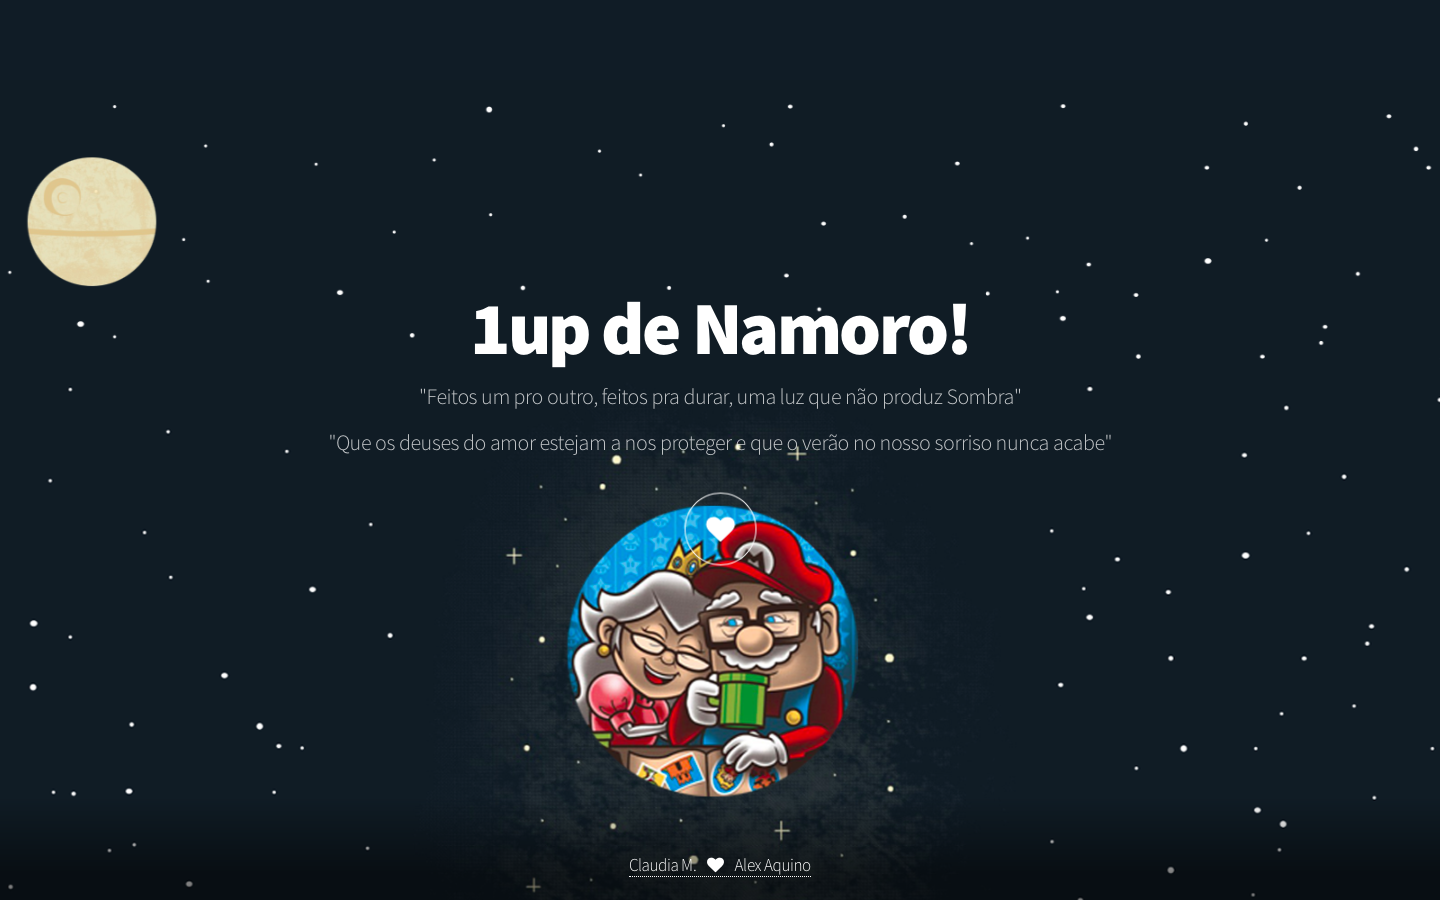 1up de Namoro!
"Feitos um pro outro, feitos pra durar, uma luz que não produz Sombra"
"Que os deuses do amor estejam a nos proteger e que o verão no nosso sorriso nunca acabe"
M
Claudia M. Alex Aquino